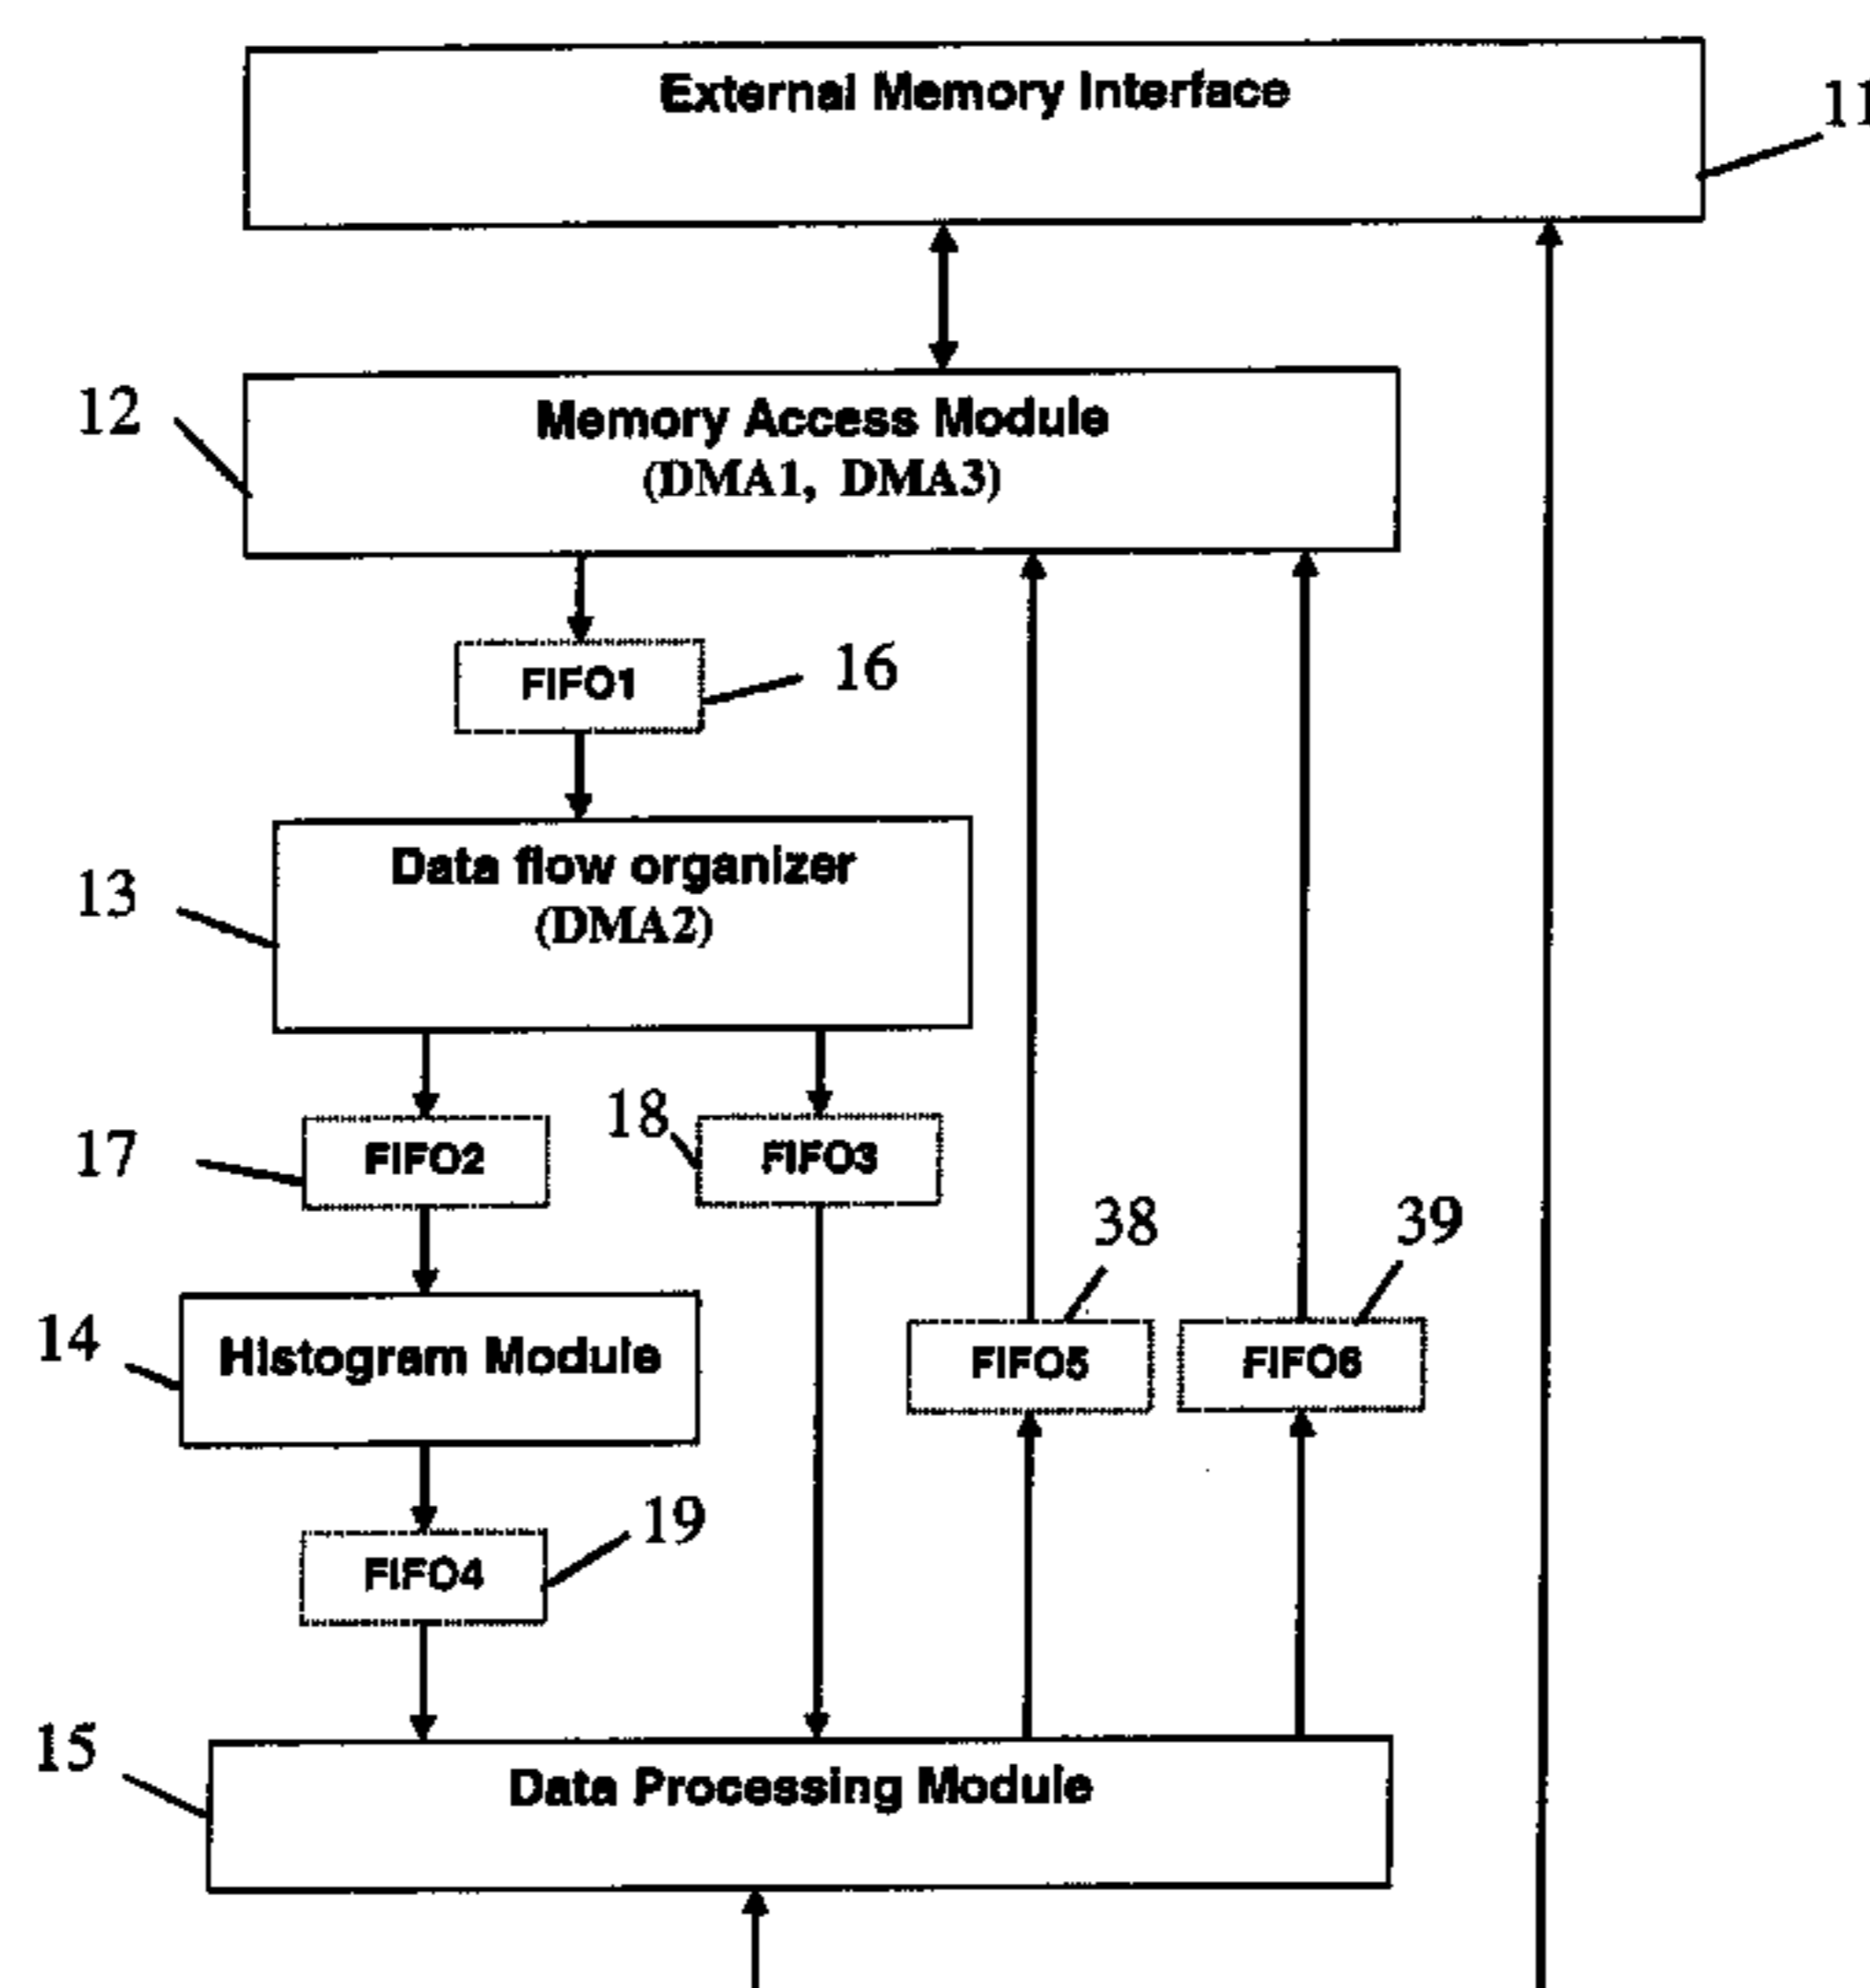 External Memory Interface
11
12
Memory Access Module
(DMA1, DMA3)
FIFO1
16
13
Data flow organizer
(DMA2)
17
FIFO2
18
FIFO3
38
39
14
Histogram Module
FIFO5
FIFO6
FIFO4
19
15
Data Processing Module